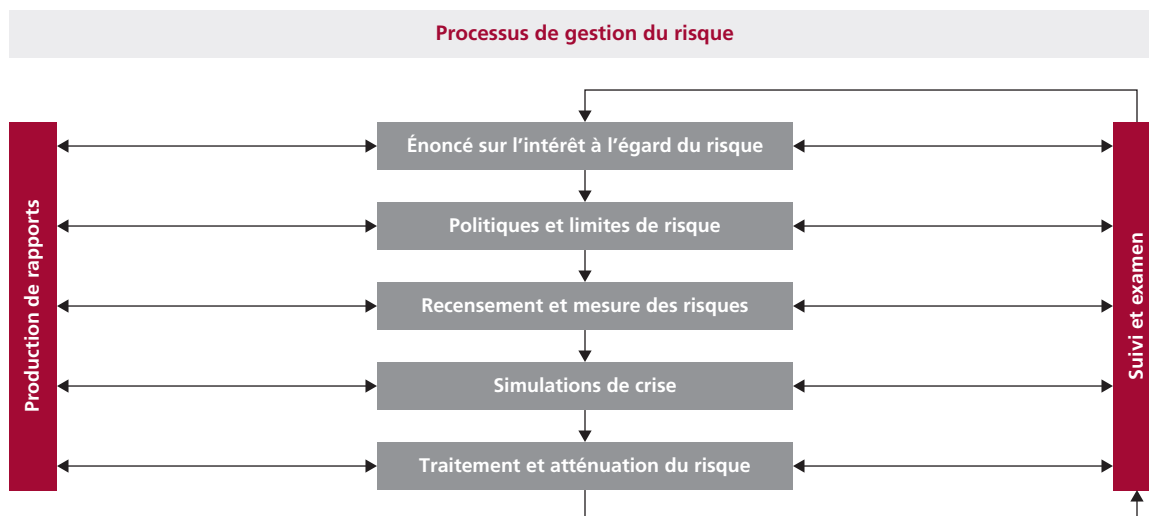 Processus de gestion du risque
Énoncé sur l'intérêt à l'égard du risque
Politiques et limites de risque
Recensement et mesure des risques
Simulations de crise
Traitement et atténuation du risque
Production de rapports
Suivi et examen